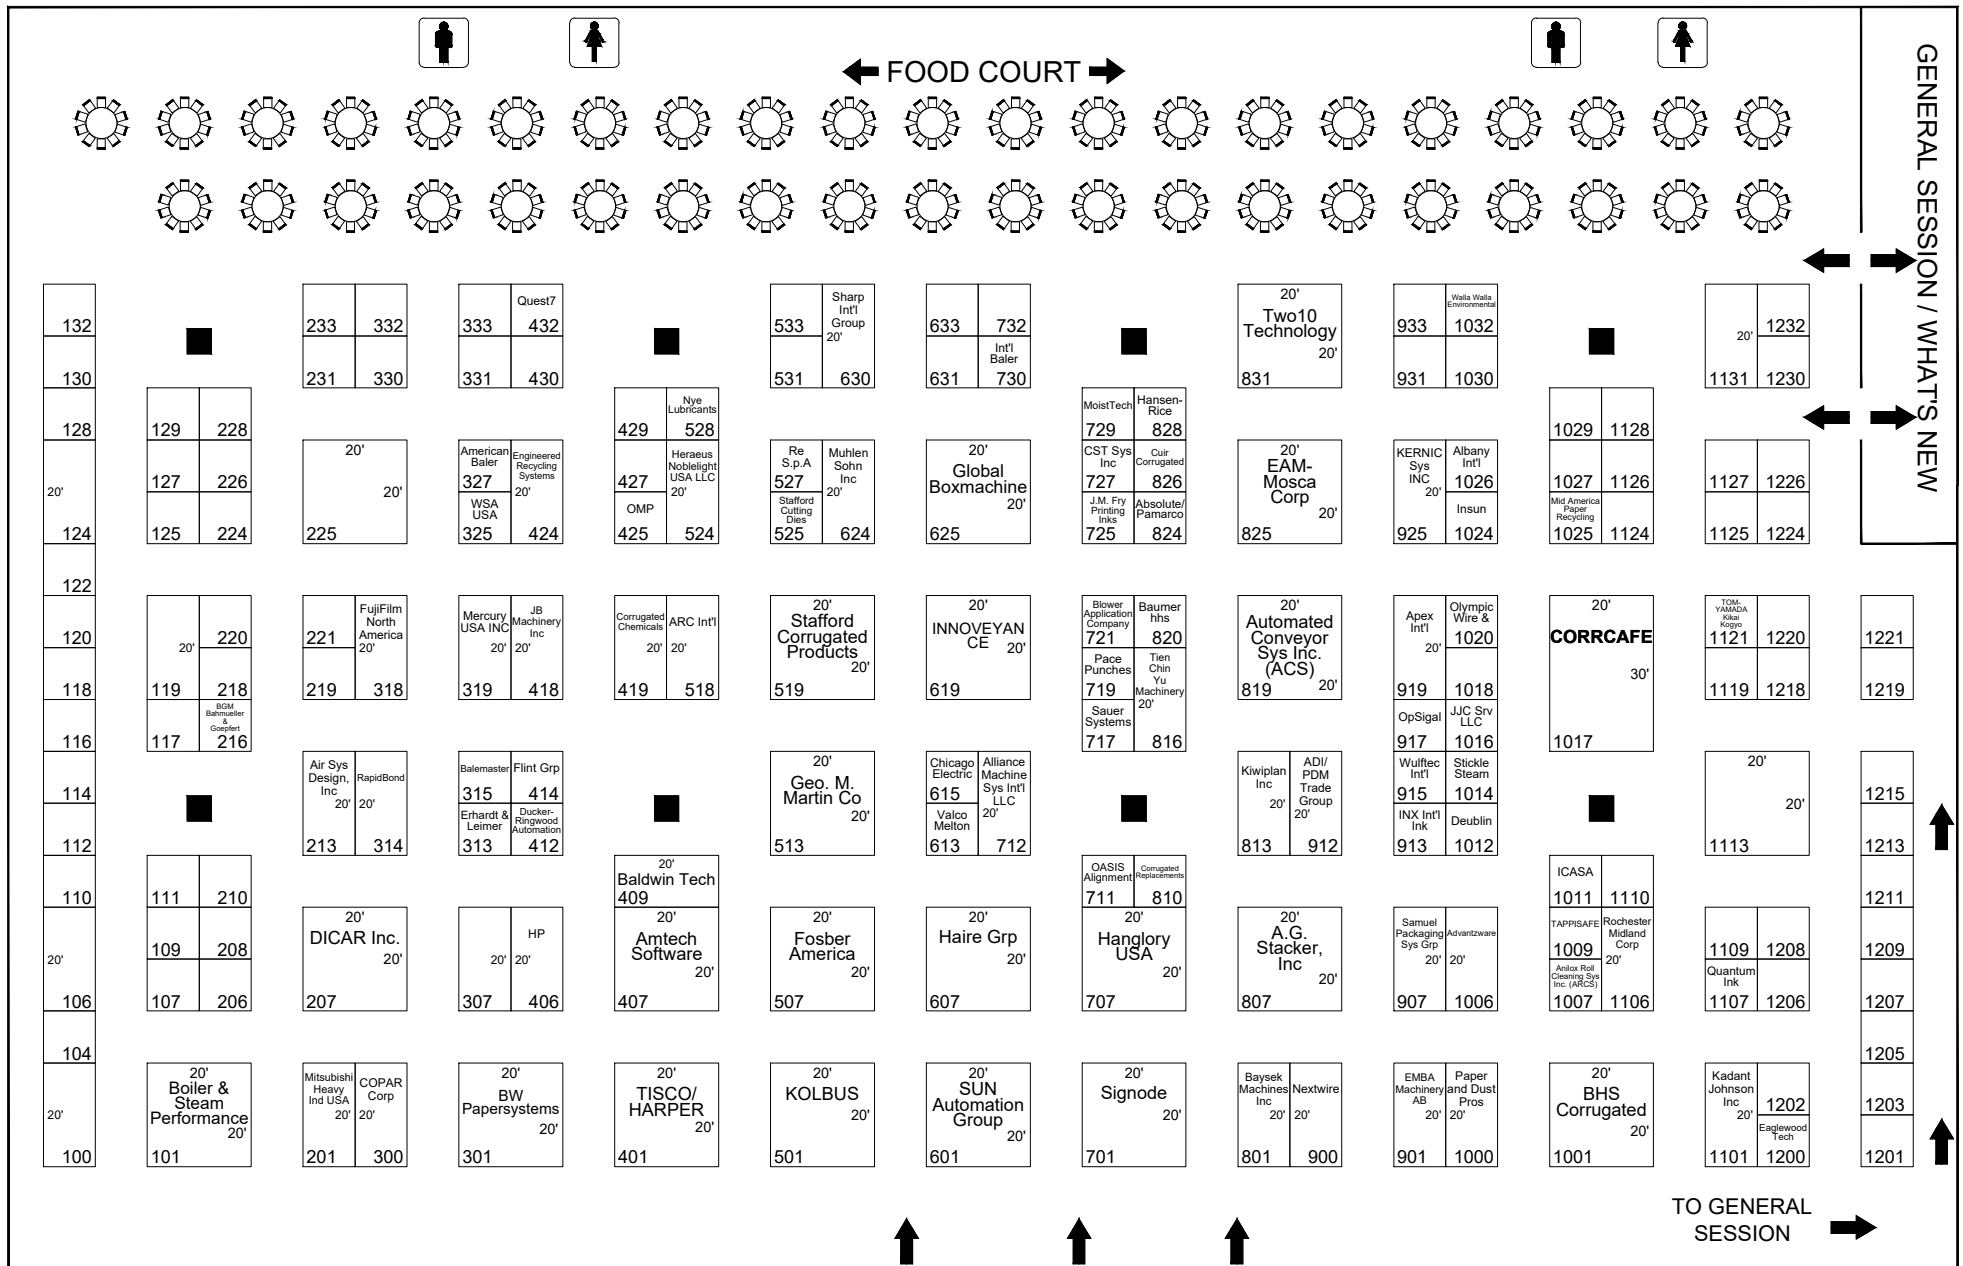 FOOD COURT
GENERAL SESSION / WHAT'S NEW
132
233
332
333
Quest7
432
533
Sharp
Int'l
Group
20'
630
633
732
20'
Two10
Technology
20'
831
933
Walla Walla
Environmental
1032
20'
1131
1232
130
231
330
331
430
531
631
Int'l
Baler
730
931
1030
1230
128
129
228
429
Nye
Lubricants
528
MoistTech
729
Hansen-
Rice
828
1029
1128
20'
124
127
226
20'
20'
225
American
Baler
327
Engineered
Recycling
Systems
20'
424
427
Heraeus
Noblelight
USA LLC
20'
524
Re
S.p.A
527
Muhlen
Sohn
Inc
20'
624
20'
Global
Boxmachine
20'
625
CST Sys
Inc
727
Cuir
Corrugated
826
20'
EAM-
Mosca
Corp
20'
825
KERNIC
Sys
INC
20'
925
Albany
Int'l
1026
1027
1126
1127
1226
125
224
WSA
USA
325
OMP
425
Stafford
Cutting
Dies
525
J.M. Fry
Printing
Inks
725
Absolute/
Pamarco
824
Insun
1024
Mid America
Paper
Recycling
1025
1124
1125
1224
122
120
20'
119
220
221
FujiFilm
North
America
20'
318
Mercury
USA INC
20'
319
JB
Machinery
Inc
20'
418
Corrugated
Chemicals
20'
419
ARC Int'l
20'
518
20'
Stafford
Corrugated
Products
20'
519
20'
INNOVEYAN
CE
20'
619
Blower
Application
Company
721
Baumer
hhs
820
20'
Automated
Conveyor
Sys Inc.
(ACS)
20'
819
Apex
Int'l
20'
919
Olympic
Wire &
1020
20'
CORRCAFE
30'
1017
TOM-
YAMADA
Kikai
Kogyo
1121
1220
1221
118
218
219
Pace
Punches
719
Tien
Chin
Yu
Machinery
20'
816
1018
1119
1218
1219
116
117
BGM
Bahmueller
&
Goepfert
216
Sauer
Systems
717
OpSigal
917
JJC Srv
LLC
1016
114
Air Sys
Design,
Inc
20'
213
RapidBond
20'
314
Balemaster
315
Flint Grp
414
20'
Geo. M.
Martin Co
20'
513
Chicago
Electric
615
Alliance
Machine
Sys Int'l
LLC
20'
712
Kiwiplan
Inc
20'
813
ADI/
PDM
Trade
Group
20'
912
Wulftec
Int'l
915
Stickle
Steam
1014
20'
20'
1113
1215
112
Erhardt &
Leimer
313
Ducker-
Ringwood
Automation
412
Valco
Melton
613
INX Int'l
Ink
913
Deublin
1012
1213
110
111
210
20'
Baldwin Tech
409
OASIS
Alignment
711
Corrugated
Replacements
810
ICASA
1011
1110
1211
20'
106
109
208
20'
DICAR Inc.
20'
207
20'
307
HP
20'
406
20'
Amtech
Software
20'
407
20'
Fosber
America
20'
507
20'
Haire Grp
20'
607
20'
Hanglory
USA
20'
707
20'
A.G.
Stacker,
Inc
20'
807
Samuel
Packaging
Sys Grp
20'
907
Advantzware
20'
1006
TAPPISAFE
1009
Rochester
Midland
Corp
20'
1106
1109
1208
1209
107
206
Anilox Roll
Cleaning Sys
Inc. (ARCS)
1007
Quantum
Ink
1107
1206
1207
104
1205
20'
100
20'
Boiler &
Steam
Performance
20'
101
Mitsubishi
Heavy
Ind USA
20'
201
COPAR
Corp
20'
300
20'
BW
Papersystems
20'
301
20'
TISCO/
HARPER
20'
401
20'
KOLBUS
20'
501
20'
SUN
Automation
Group
20'
601
20'
Signode
20'
701
Baysek
Machines
Inc
20'
801
Nextwire
20'
900
EMBA
Machinery
AB
20'
901
Paper
and Dust
Pros
20'
1000
20'
BHS
Corrugated
20'
1001
Kadant
Johnson
Inc
20'
1101
1202
1203
Eaglewood
Tech
1200
1201
TO GENERAL
SESSION